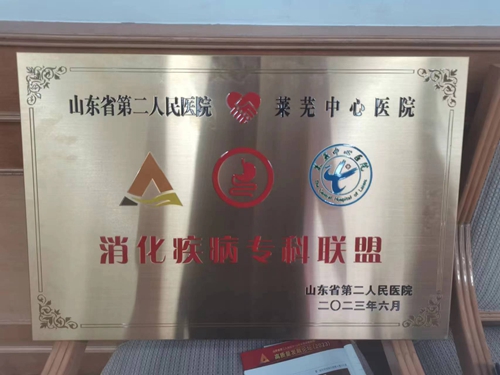 山东省第二人民医院 莱芜中心医院
消化疾病专科联盟
山东省第二人民医院
二〇二三年六月